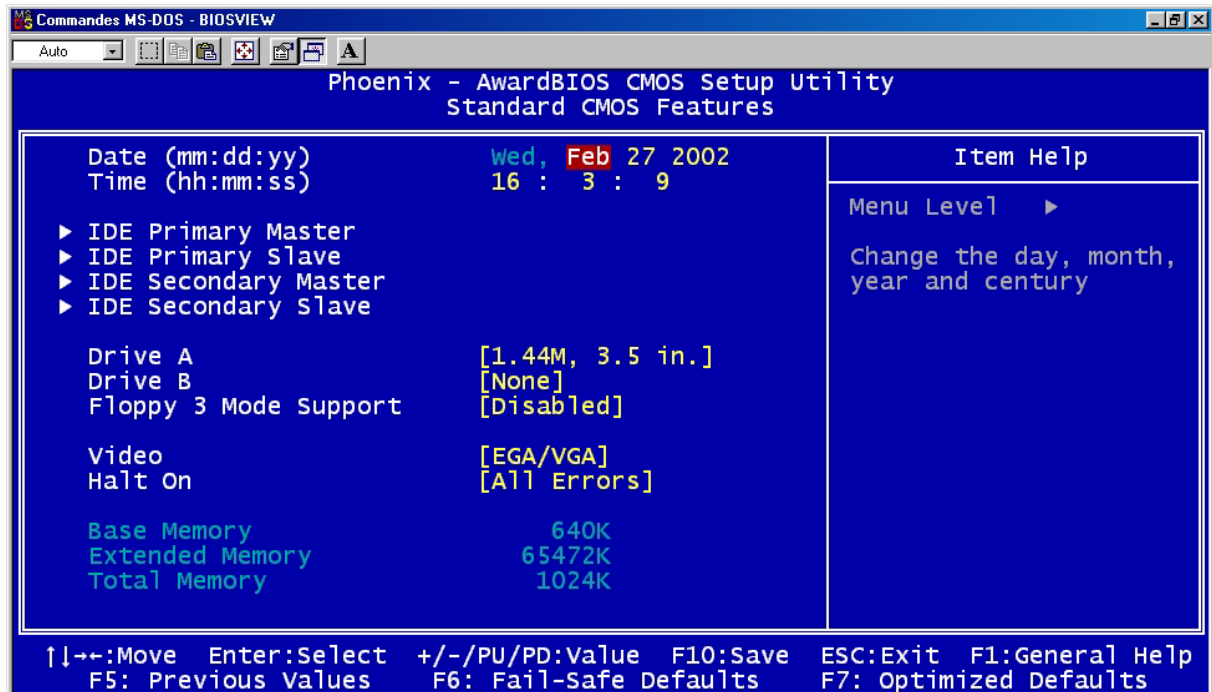 Commandes MS-DOS - BIOSVIEW
Auto
A
Phoenix - AwardBIOS CMOS Setup Utility
Standard CMOS Features
Date (mm:dd:yy) Wed, Feb 27 2002
Time (hh:mm:ss) 16 : 3 : 9
▶ IDE Primary Master
▶ IDE Primary Slave
▶ IDE Secondary Master
▶ IDE Secondary Slave
Drive A [1.44M, 3.5 in.]
Drive B [None]
Floppy 3 Mode Support [Disabled]
Video [EGA/VGA]
Halt On [All Errors]
Base Memory 640K
Extended Memory 65472K
Total Memory 1024K
Item Help
Menu Level ▶
Change the day, month,
year and century
↑↓→←:Move Enter:Select +/-/PU/PD:Value F10:Save ESC:Exit F1:General Help
F5: Previous Values F6: Fail-Safe Defaults F7: Optimized Defaults